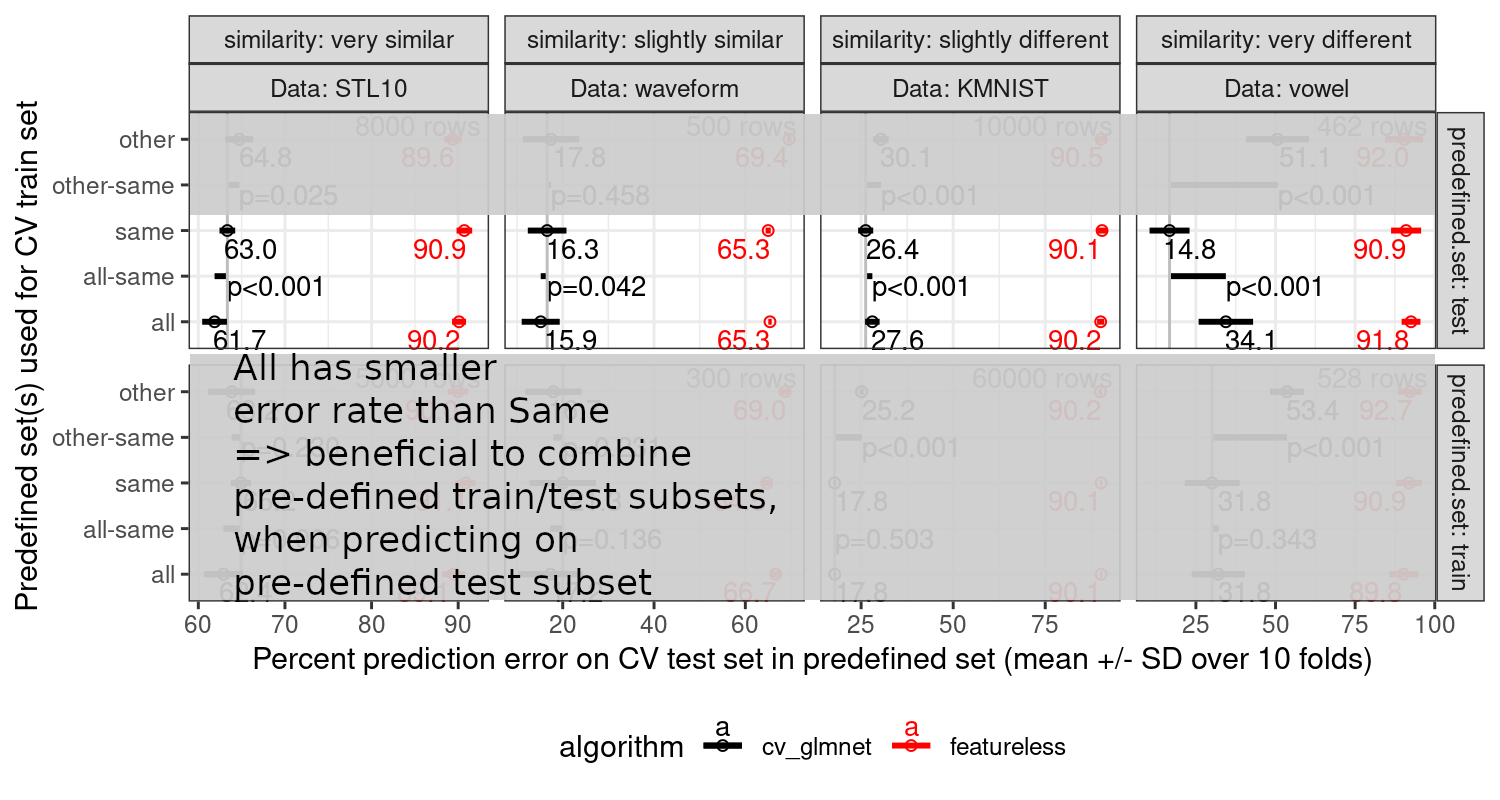 similarity: very similar
similarity: slightly similar
similarity: slightly different
similarity: very different
Data: STL10
Data: waveform
Data: KMNIST
Data: vowel
Predefined set(s) used for CV train set
other
other-same
same
all-same
all
8000 rows
64.8
89.6
p=0.025
63.0
90.9
p<0.001
61.7
90.2
500 rows
17.8
69.4
p=0.458
16.3
65.3
p=0.042
15.9
65.3
10000 rows
30.1
90.5
p<0.001
26.4
90.1
p<0.001
27.6
90.2
462 rows
51.1
92.0
p<0.001
14.8
90.9
p<0.001
34.1
91.8
predefined.set: test
other
other-same
same
all-same
all
All has smaller
error rate than Same
=> beneficial to combine
pre-defined train/test subsets,
when predicting on
pre-defined test subset
300 rows
69.0
p=0.136
66.7
60000 rows
25.2
90.2
p<0.001
17.8
90.1
p=0.503
17.8
90.1
528 rows
53.4
92.7
p<0.001
31.8
90.9
p=0.343
31.8
89.8
predefined.set: train
60
70
80
90
20
40
60
25
50
75
25
50
75
100
Percent prediction error on CV test set in predefined set (mean +/- SD over 10 folds)
algorithm
a
cv_glmnet
a
featureless